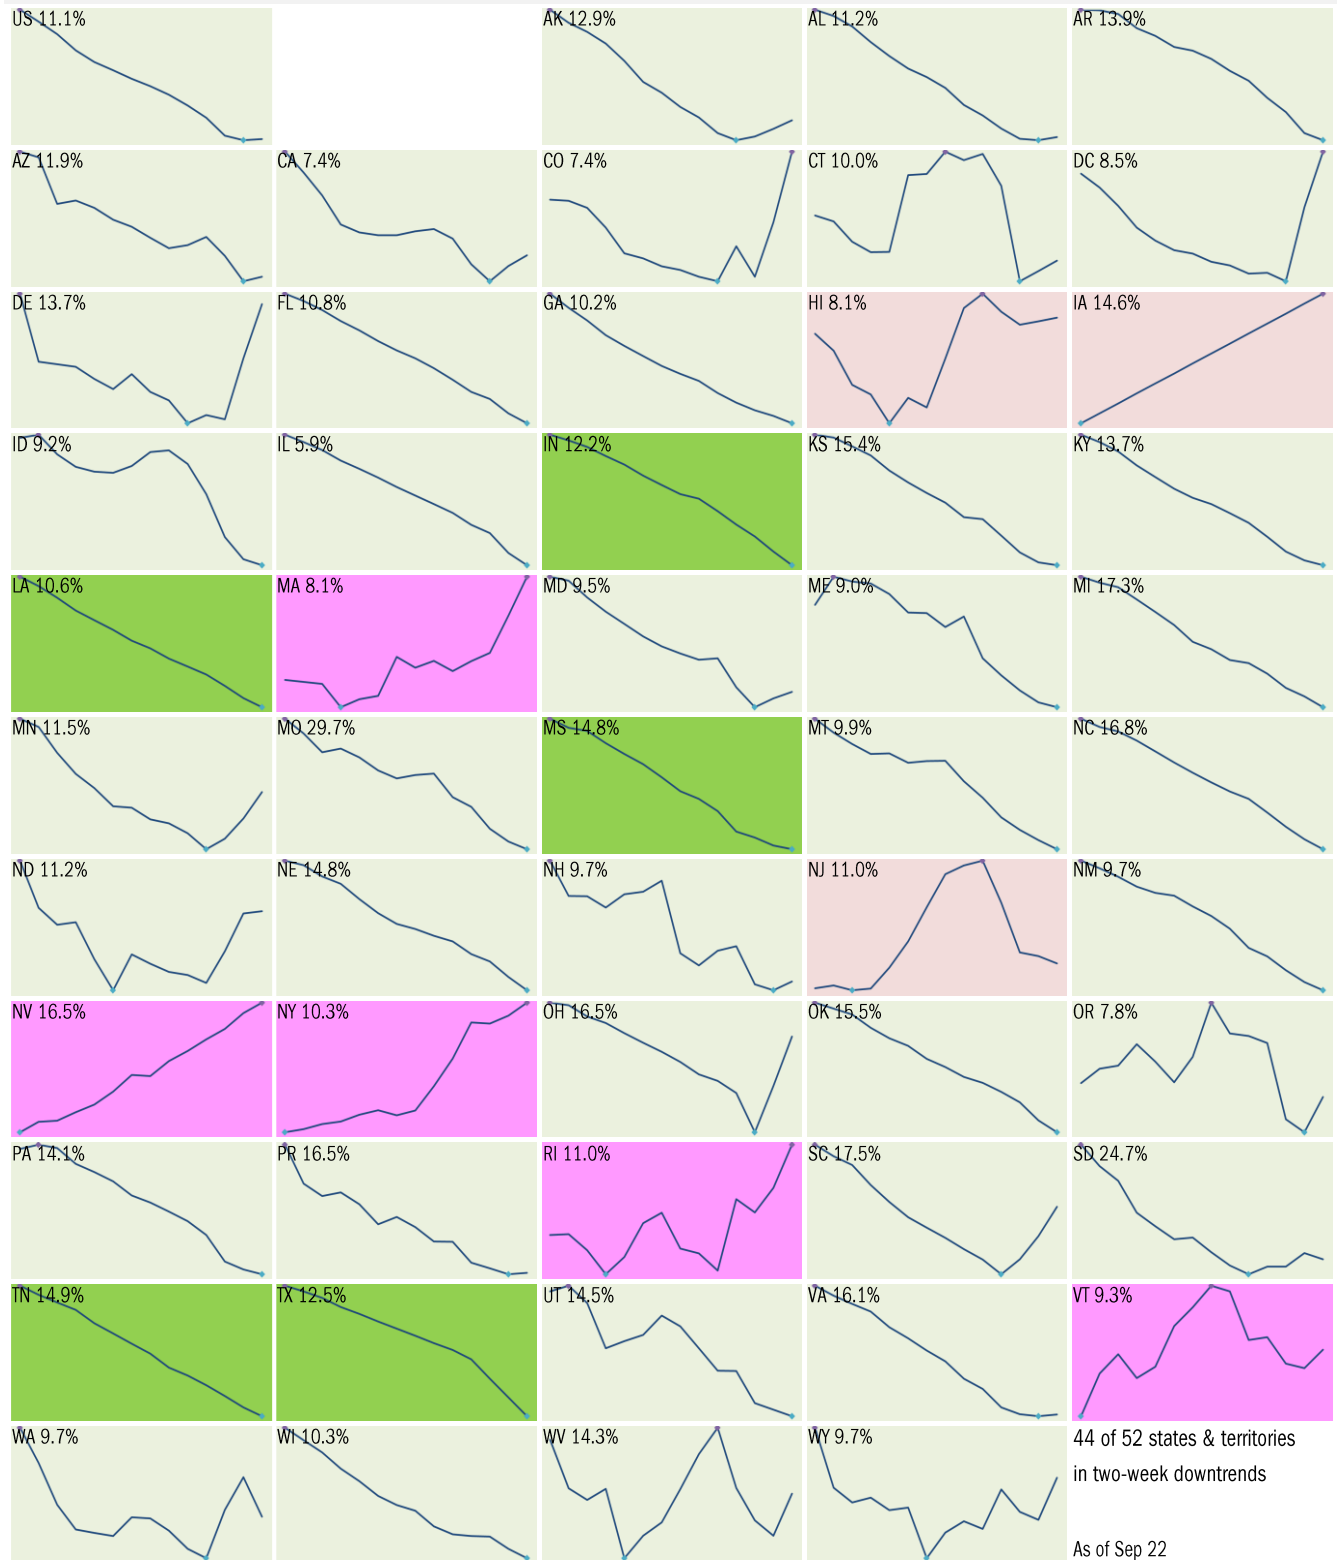 US 11.1%
AK 12.9%
AL 11.2%
AR 13.9%
AZ 11.9%
CA 7.4%
CO 7.4%
CT 10.0%
DC 8.5%
DE 13.7%
FL 10.8%
GA 10.2%
HI 8.1%
IA 14.6%
ID 9.2%
IL 5.9%
IN 12.2%
KS 15.4%
KY 13.7%
LA 10.6%
MA 8.1%
MD 9.5%
ME 9.0%
MI 17.3%
MN 11.5%
MO 29.7%
MS 14.8%
MT 9.9%
NC 16.8%
ND 11.2%
NE 14.8%
NH 9.7%
NJ 11.0%
NM 9.7%
NV 16.5%
NY 10.3%
OH 16.5%
OK 15.5%
OR 7.8%
PA 14.1%
PR 16.5%
RI 11.0%
SC 17.5%
SD 24.7%
TN 14.9%
TX 12.5%
UT 14.5%
VA 16.1%
VT 9.3%
WA 9.7%
WI 10.3%
WV 14.3%
WY 9.7%
44 of 52 states & territories
in two-week downtrends
As of Sep 22